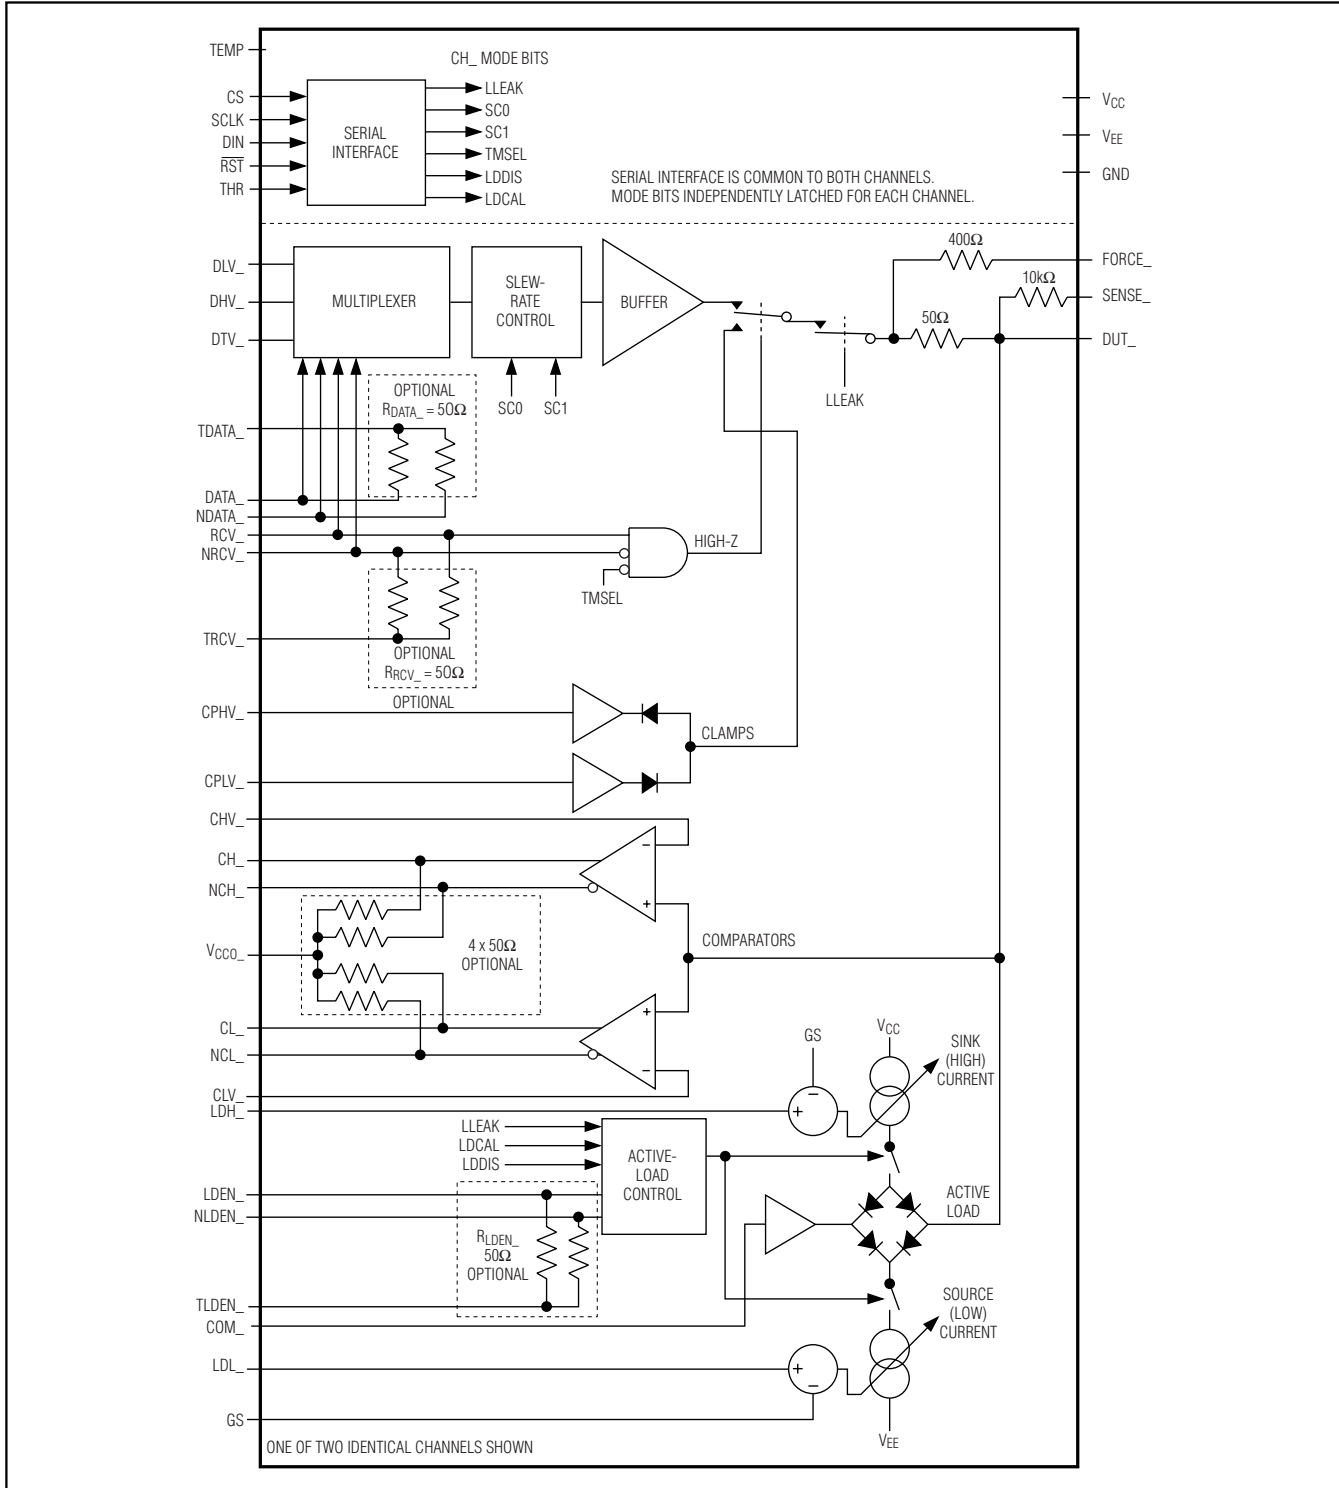 TEMP
CH_ MODE BITS
CS
SCLK
DIN
RST
THR
SERIAL
INTERFACE
LLEAK
SC0
SC1
TMSEL
LDDIS
LDCAL
VCC
VEE
GND
SERIAL INTERFACE IS COMMON TO BOTH CHANNELS.
MODE BITS INDEPENDENTLY LATCHED FOR EACH CHANNEL.
DLV_
DHV_
DTV_
MULTIPLEXER
SLEW-
RATE
CONTROL
BUFFER
400Ω
FORCE_
10kΩ
SENSE_
50Ω
DUT_
LLEAK
SC0
SC1
OPTIONAL
RDATA_ = 50Ω
TDATA_
DATA_
NDATA_
RCV_
NRCV_
HIGH-Z
TMSEL
TRCV_
OPTIONAL
RRCV_ = 50Ω
OPTIONAL
CPHV_
CLAMPS
CPLV_
CHV_
CH_
NCH_
−
+
VCCO_
4 x 50Ω
OPTIONAL
COMPARATORS
CL_
NCL_
+
−
CLV_
LDH_
GS
−
+
VCC
SINK
(HIGH)
CURRENT
LLEAK
LDCAL
LDDIS
ACTIVE-
LOAD
CONTROL
LDEN_
NLDEN_
RLDEN_
50Ω
OPTIONAL
ACTIVE
LOAD
TLDEN_
COM_
SOURCE
(LOW)
CURRENT
LDL_
+
−
GS
VEE
ONE OF TWO IDENTICAL CHANNELS SHOWN